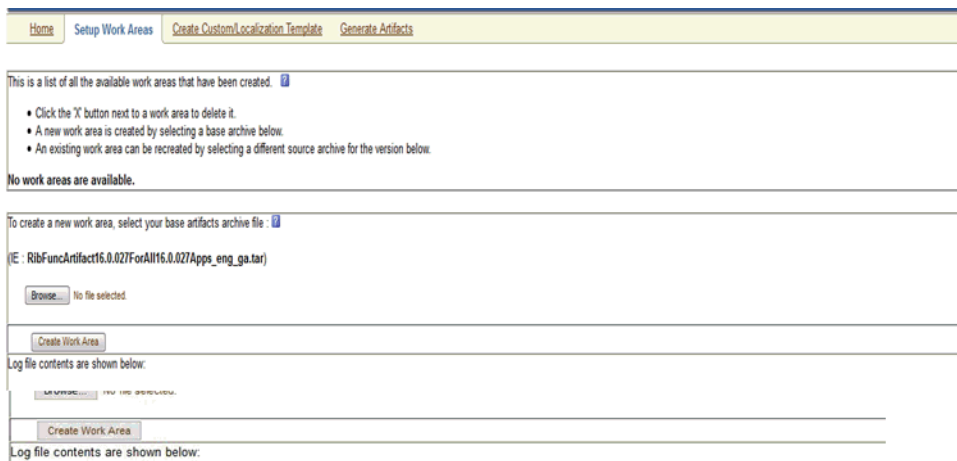 Home Setup Work Areas Create Custom/Localization Template Generate Artifacts
This is a list of all the available work areas that have been created. ?
• Click the 'X' button next to a work area to delete it.
• A new work area is created by selecting a base archive below.
• An existing work area can be recreated by selecting a different source archive for the version below.
No work areas are available.
To create a new work area, select your base artifacts archive file : ?
(IE : RibFuncArtifact16.0.027ForAll16.0.027Apps_eng_ga.tar)
Browse... No file selected.
Create Work Area
Log file contents are shown below:
Browse... No file selected.
Create Work Area
Log file contents are shown below: